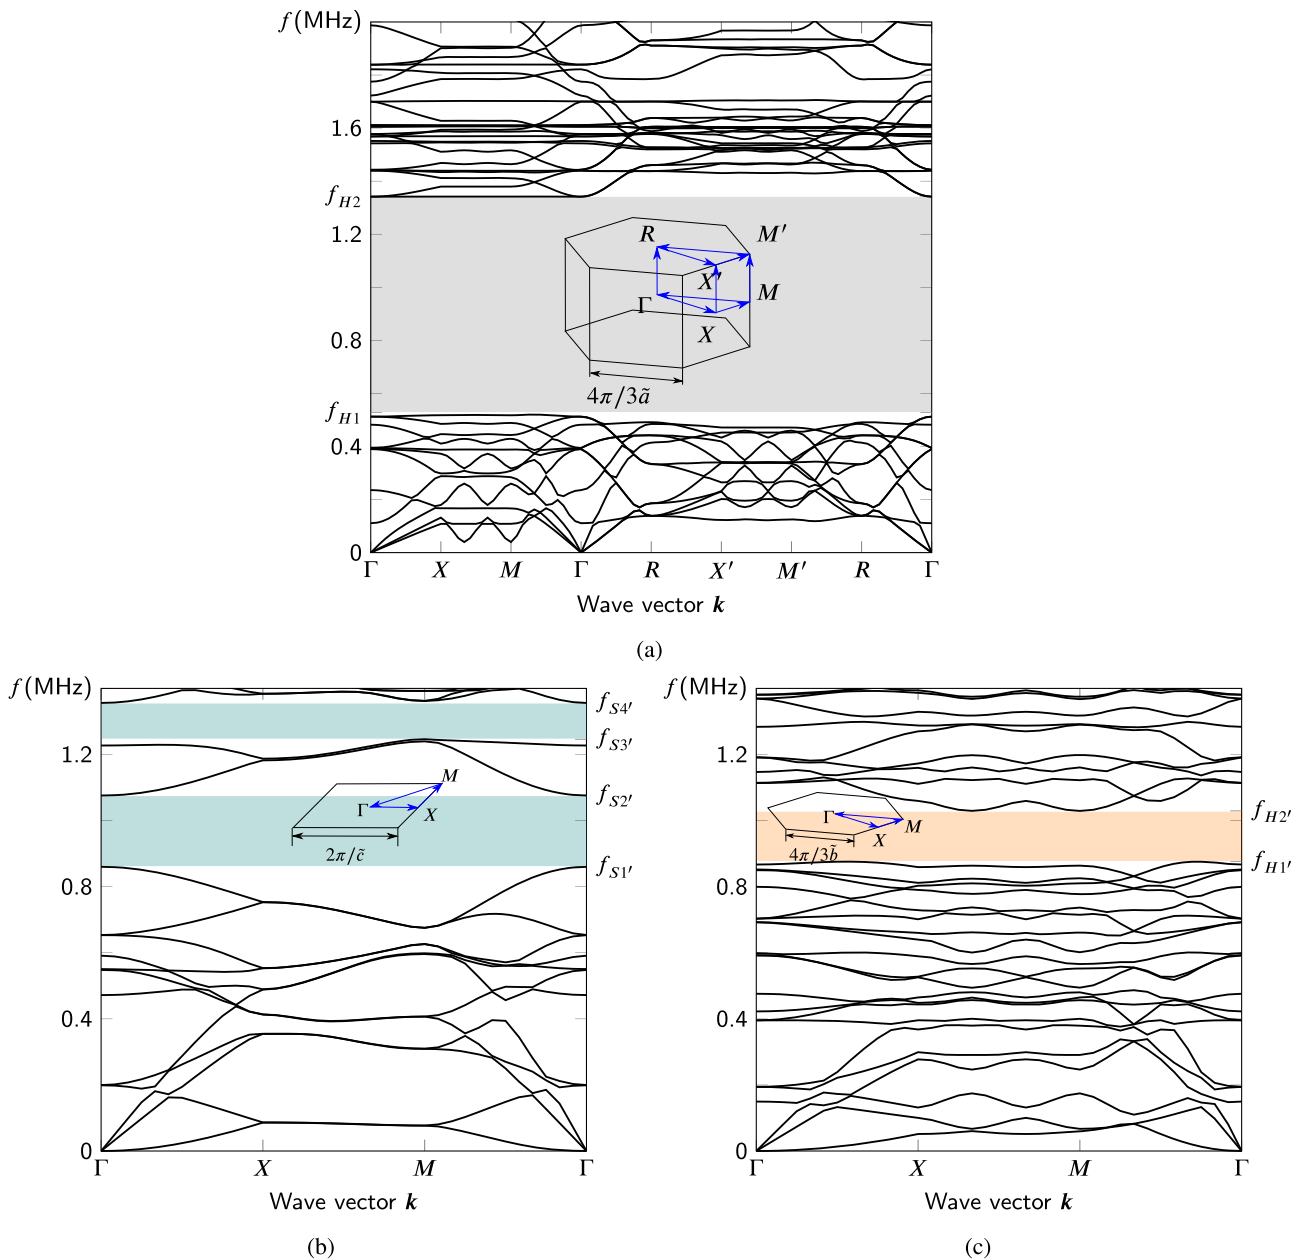 f(MHz)
1.6
f_{H2}
1.2
0.8
f_{H1}
0.4
0
R
M′
X′
M
Γ
X
4π/3ã
Γ X M Γ R X′ M′ R Γ
Wave vector k
(a)
f(MHz)
1.2
0.8
0.4
0
f_{S4′}
f_{S3′}
f_{S2′}
f_{S1′}
M
Γ
X
2π/c̃
Γ X M Γ
Wave vector k
(b)
f(MHz)
1.2
0.8
0.4
0
f_{H2′}
f_{H1′}
Γ
M
X
4π/3b̃
Γ X M Γ
Wave vector k
(c)